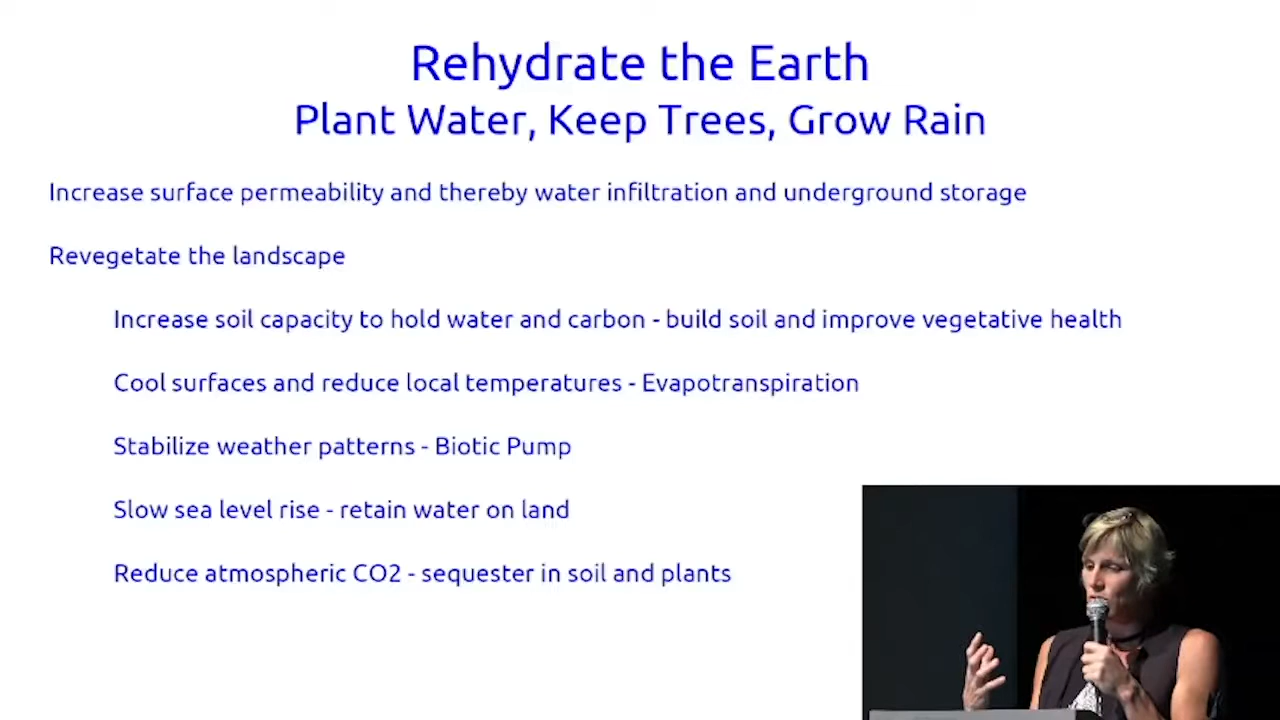 Rehydrate the Earth
Plant Water, Keep Trees, Grow Rain
Increase surface permeability and thereby water infiltration and underground storage
Revegetate the landscape
Increase soil capacity to hold water and carbon - build soil and improve vegetative health
Cool surfaces and reduce local temperatures - Evapotranspiration
Stabilize weather patterns - Biotic Pump
Slow sea level rise - retain water on land
Reduce atmospheric CO2 - sequester in soil and plants